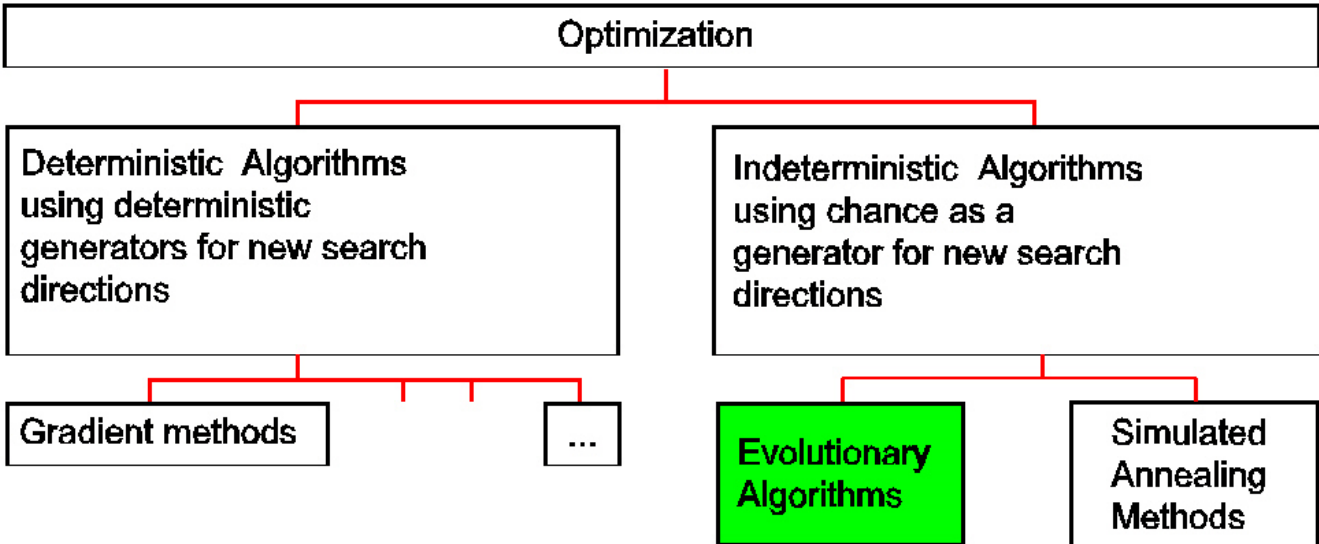 Optimization
Deterministic Algorithms
using deterministic
generators for new search
directions
Indeterministic Algorithms
using chance as a
generator for new search
directions
Gradient methods
...
Evolutionary
Algorithms
Simulated
Annealing
Methods